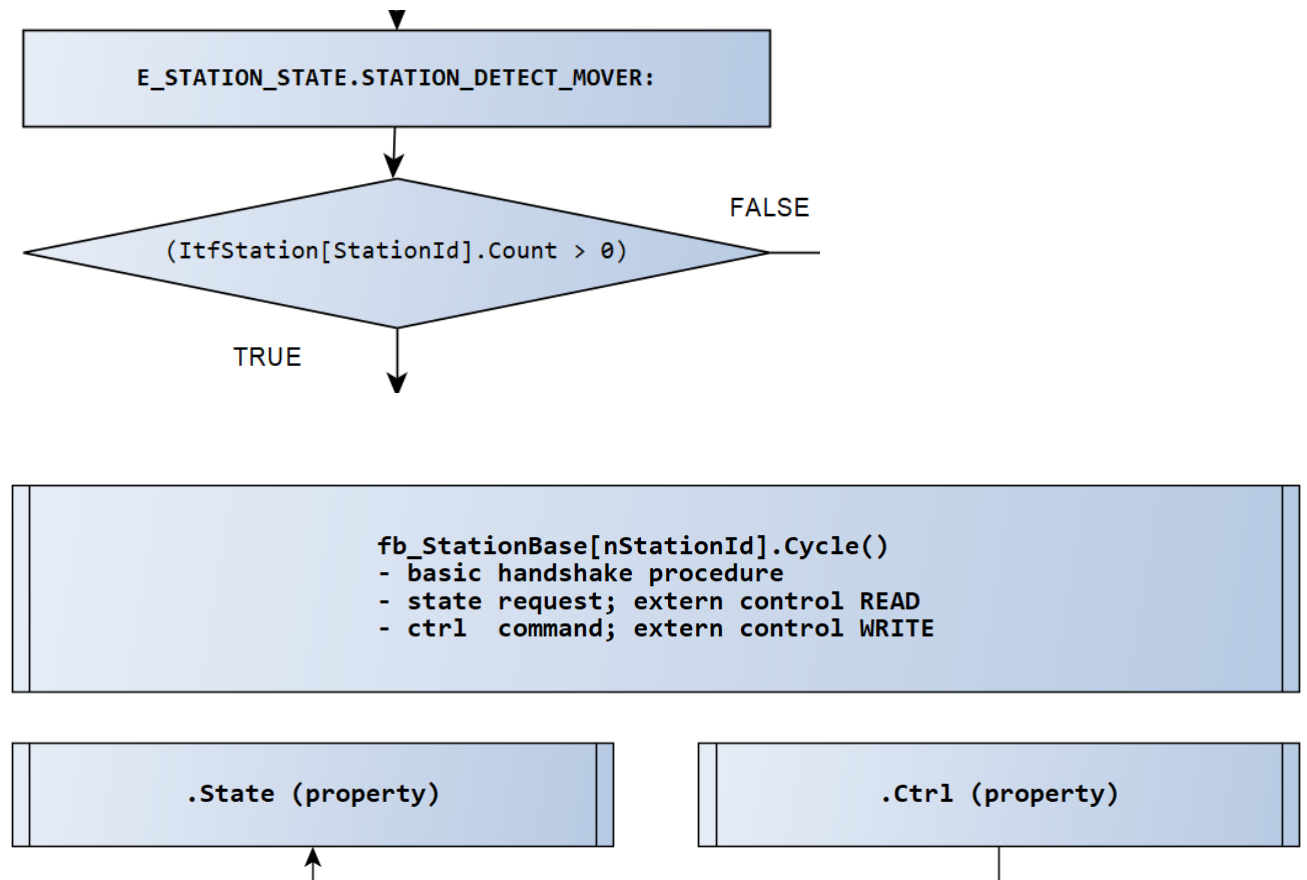 E_STATION_STATE.STATION_DETECT_MOVER:
FALSE
(ItfStation[StationId].Count > 0)
TRUE
fb_StationBase[nStationId].Cycle()
- basic handshake procedure
- state request; extern control READ
- ctrl  command; extern control WRITE
.State (property)
.Ctrl (property)